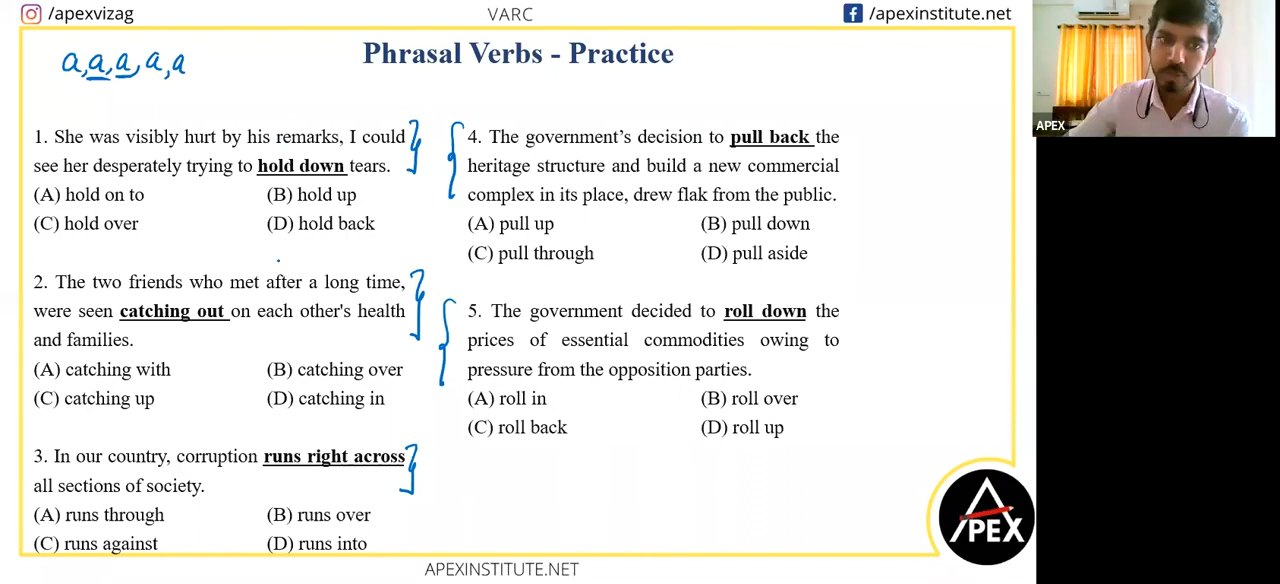 /apexvizag
VARC
/apexinstitute.net
a, a, a, a, a
Phrasal Verbs - Practice
APEX
1. She was visibly hurt by his remarks, I could
see her desperately trying to hold down tears.
(A) hold on to (B) hold up
(C) hold over (D) hold back
2. The two friends who met after a long time,
were seen catching out on each other's health
and families.
(A) catching with (B) catching over
(C) catching up (D) catching in
3. In our country, corruption runs right across
all sections of society.
(A) runs through (B) runs over
(C) runs against (D) runs into
4. The government’s decision to pull back the
heritage structure and build a new commercial
complex in its place, drew flak from the public.
(A) pull up (B) pull down
(C) pull through (D) pull aside
5. The government decided to roll down the
prices of essential commodities owing to
pressure from the opposition parties.
(A) roll in (B) roll over
(C) roll back (D) roll up
APEX
APEXINSTITUTE.NET